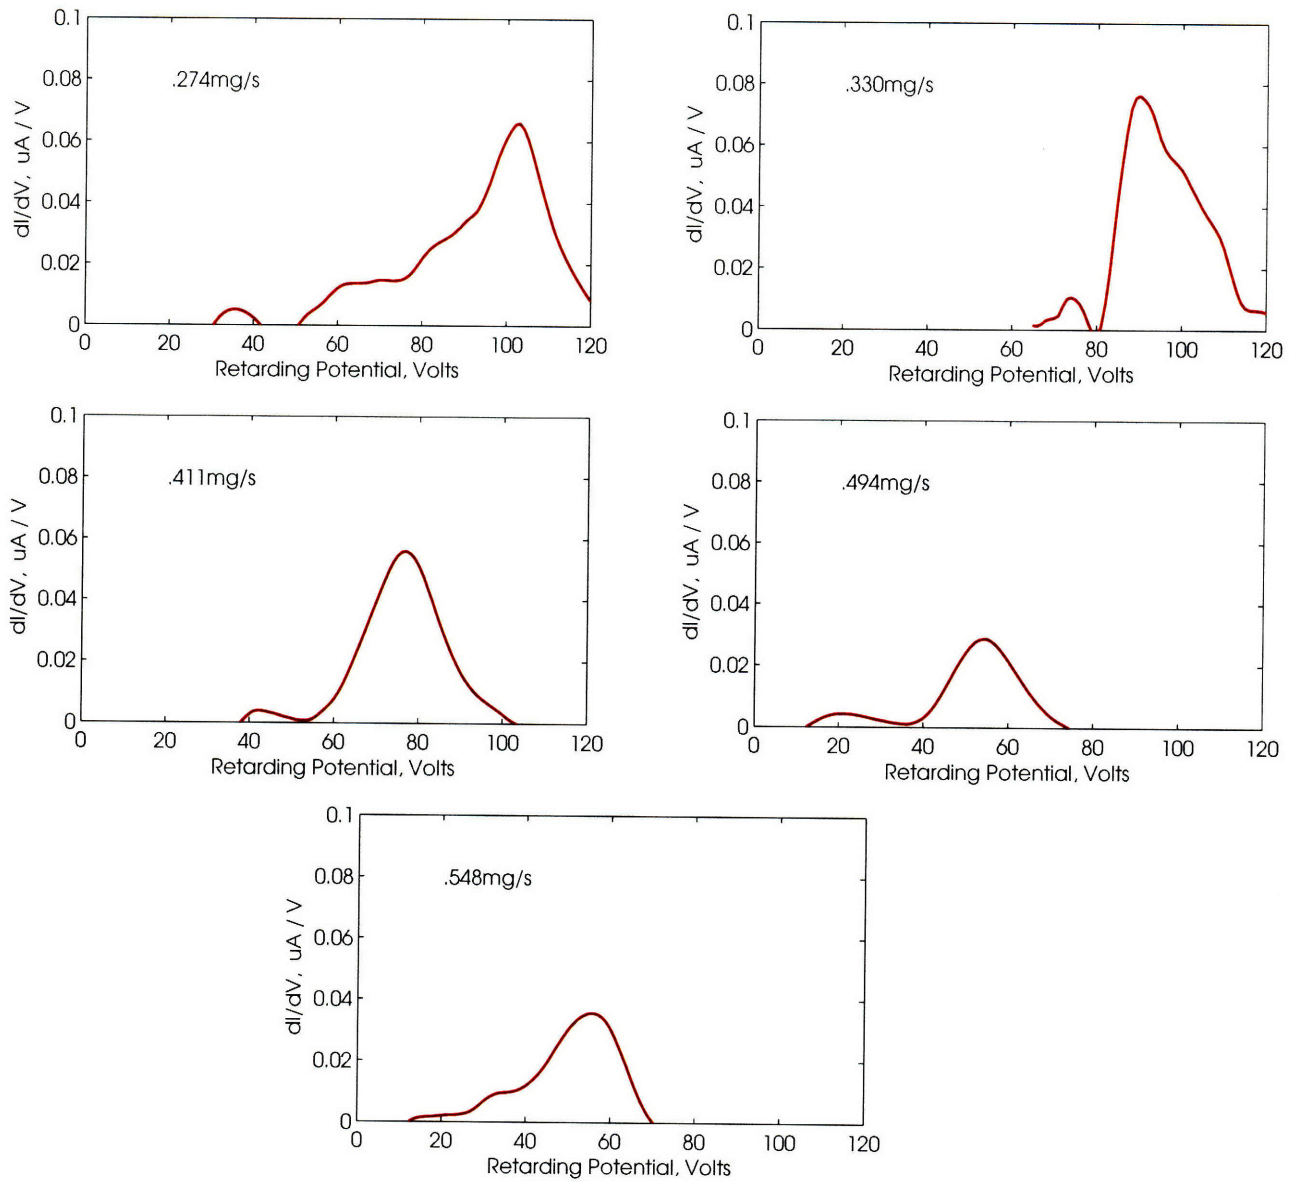 0.1
.274mg/s
0.08
0.06
0.04
0.02
0
dI/dV, uA / V
0 20 40 60 80 100 120
Retarding Potential, Volts
0.1
.330mg/s
0.08
0.06
0.04
0.02
0
dI/dV, uA / V
0 20 40 60 80 100 120
Retarding Potential, Volts
0.1
.411mg/s
0.08
0.06
0.04
0.02
0
dI/dV, uA / V
0 20 40 60 80 100 120
Retarding Potential, Volts
0.1
.494mg/s
0.08
0.06
0.04
0.02
0
dI/dV, uA / V
0 20 40 60 80 100 120
Retarding Potential, Volts
0.1
.548mg/s
0.08
0.06
0.04
0.02
0
dI/dV, uA / V
0 20 40 60 80 100 120
Retarding Potential, Volts